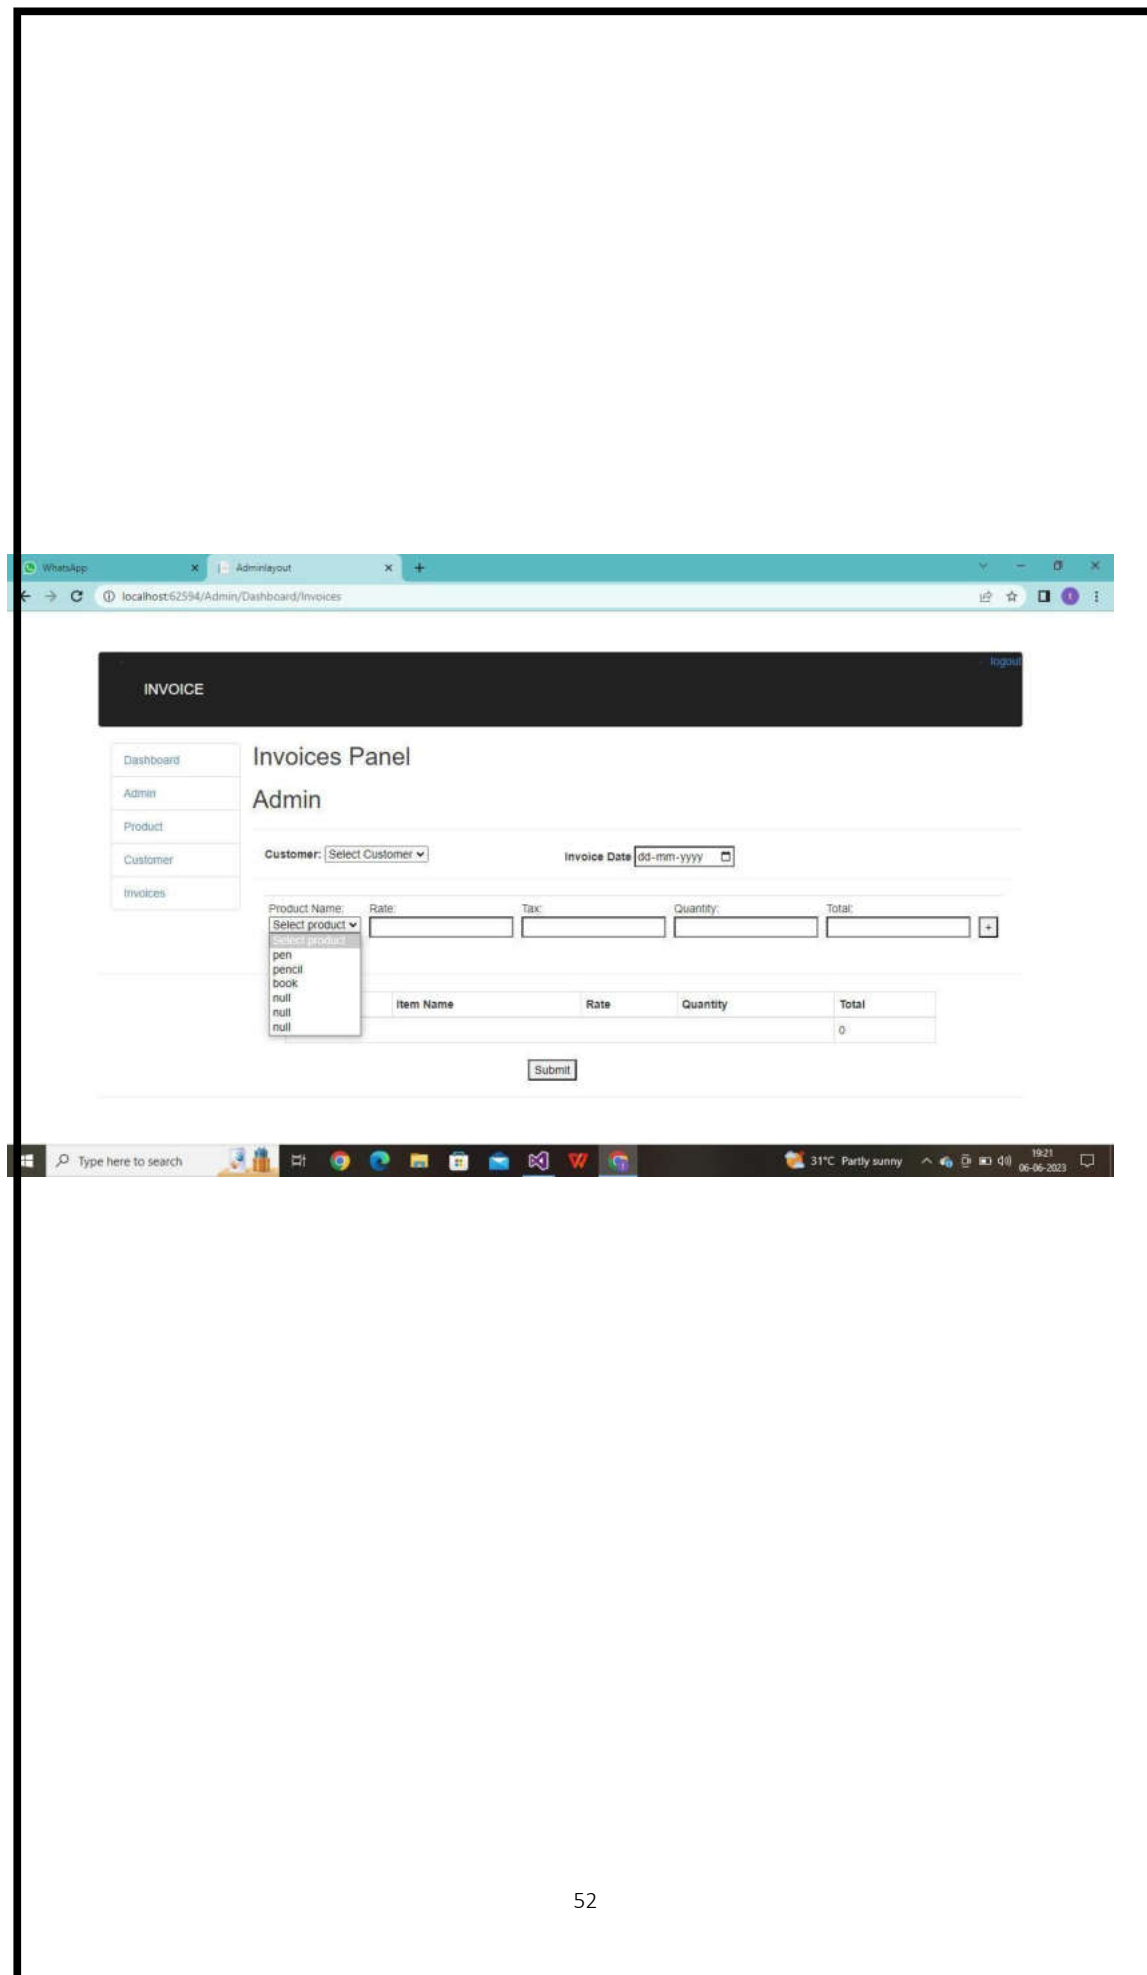 WhatsApp
Adminlayout
localhost:62594/Admin/Dashboard/Invoices
logout
INVOICE
Dashboard
Admin
Product
Customer
Invoices
Invoices Panel
Admin
Customer: Select Customer
Invoice Date dd-mm-yyyy
Product Name: Rate: Tax: Quantity: Total:
Select product
+
Select product
pen
pencil
book
null
null
null
Item Name Rate Quantity Total
0
Submit
Type here to search
31°C Partly sunny
19:21
06-06-2023
52